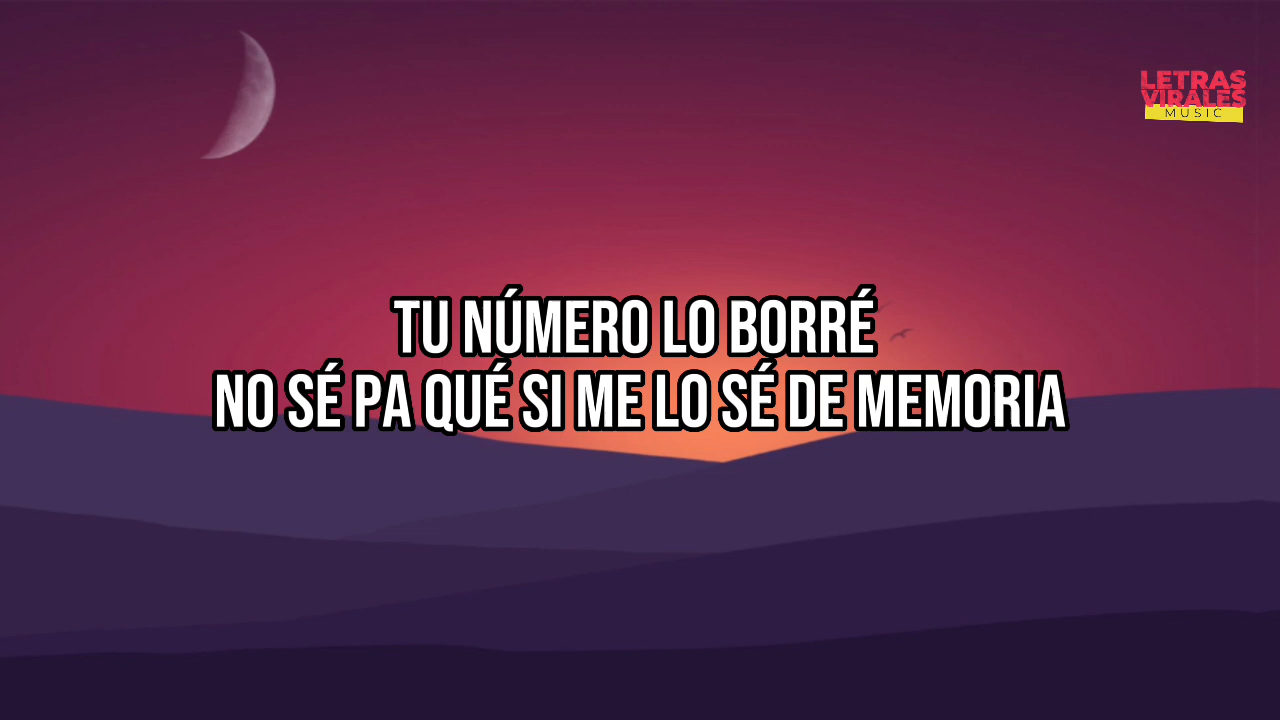 LETRAS
VIRALES
MUSIC
TU NÚMERO LO BORRÉ
NO SÉ PA QUÉ SI ME LO SÉ DE MEMORIA